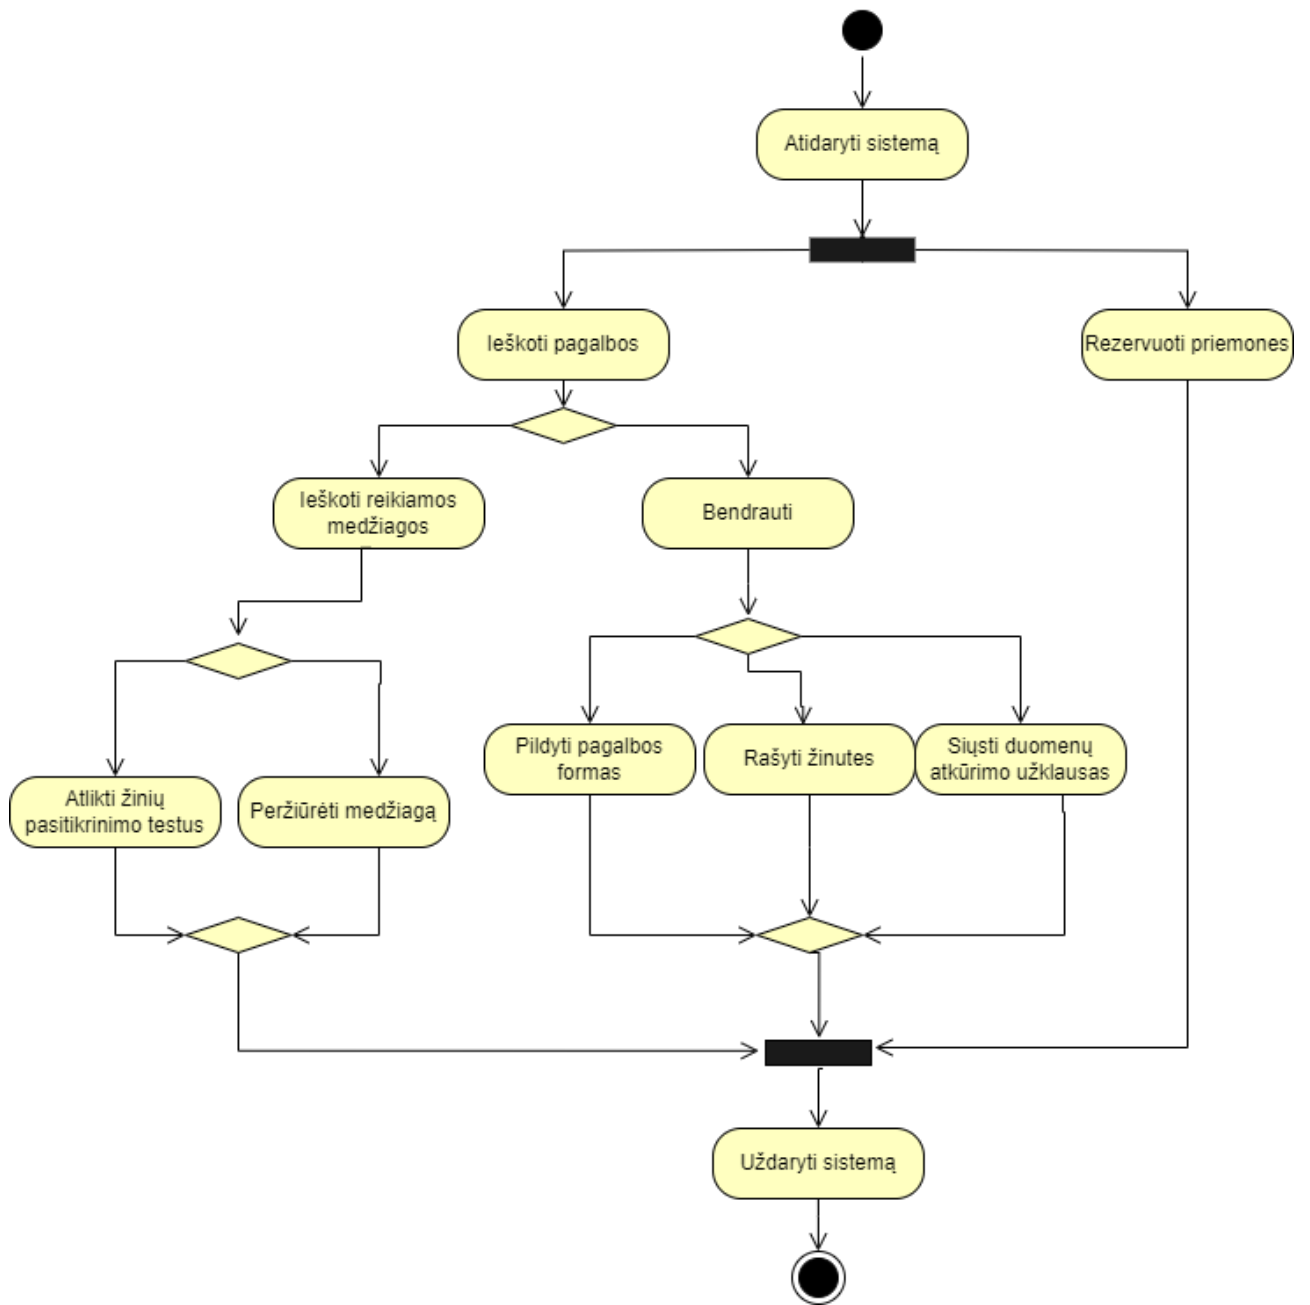 Atidaryti sistemą
Ieškoti pagalbos
Rezervuoti priemones
Ieškoti reikiamos
medžiagos
Bendrauti
Pildyti pagalbos
formas
Rašyti žinutes
Siųsti duomenų
atkūrimo užklausas
Atlikti žinių
pasitikrinimo testus
Peržiūrėti medžiagą
Uždaryti sistemą